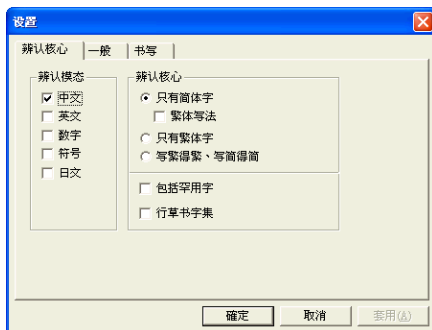 设置
辨认核心 一般 书写
辨认模态
中文
英文
数字
符号
日文
辨认核心
只有简体字
繁体写法
只有繁体字
写繁得繁、写简得简
包括罕用字
行草书字集
確定 取消 套用(A)